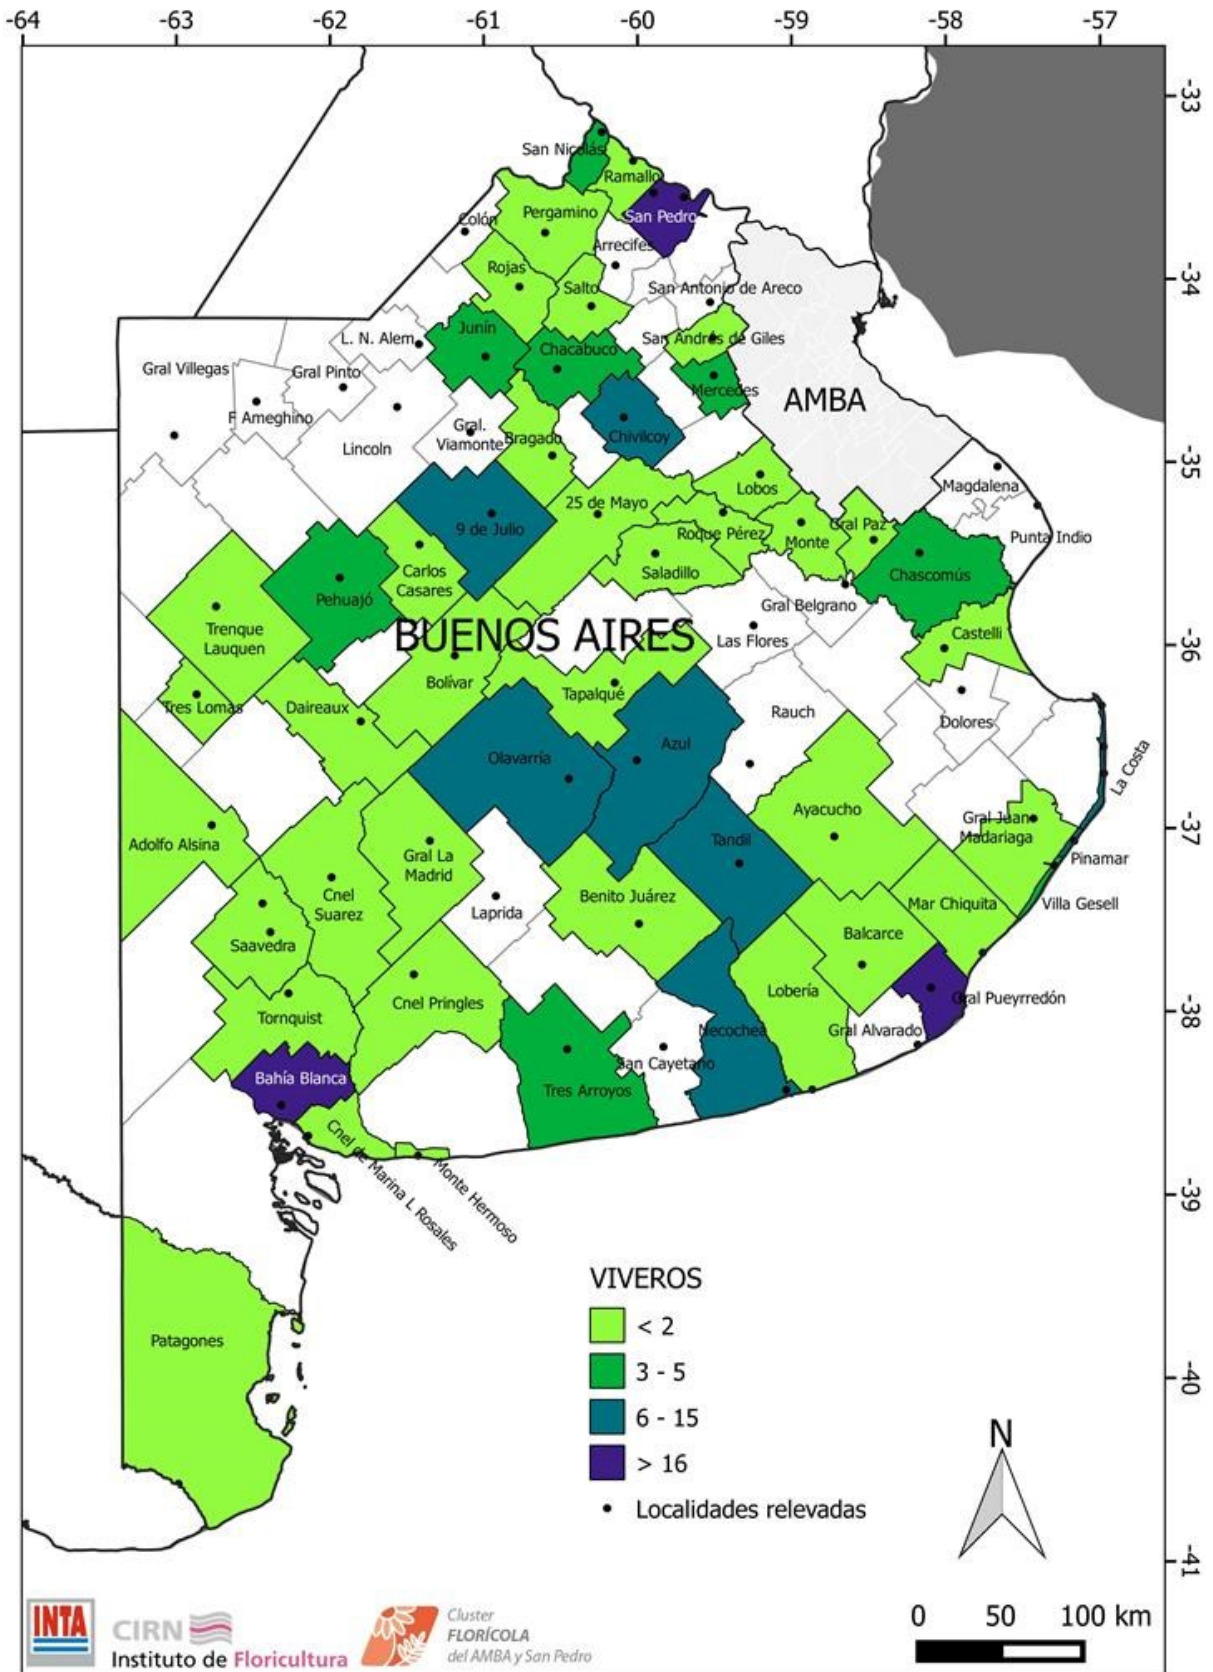 -64 -63 -62 -61 -60 -59 -58 -57
-33
-34
-35
-36
-37
-38
-39
-40
-41
San Nicolás
Ramallo
San Pedro
Colón
Pergamino
Arrecifes
Rojas
Salto
San Antonio de Areco
L. N. Alem
Junín
Chacabuco
San Andrés de Giles
Gral Villegas
Gral Pinto
Mercedes
AMBA
F Ameghino
Lincoln
Gral.
Viamonte
Bragado
Chivilcoy
Magdalena
Lobos
25 de Mayo
9 de Julio
Roque Pérez
Monte
Gral Paz
Punta Indio
Carlos
Casares
Saladillo
Chascomús
Pehuajó
Gral Belgrano
Trenque
Lauquen
BUENOS AIRES
Las Flores
Castelli
Bolívar
Tapalqué
Tres Lomas
Daireaux
Rauch
Dolores
Olavarría
Azul
La Costa
Ayacucho
Gral Juan
Madariaga
Adolfo Alsina
Gral La
Madrid
Tandil
Pinamar
Cnel
Suarez
Benito Juárez
Laprida
Mar Chiquita
Villa Gesell
Saavedra
Balcarce
Lobería
Gral Pueyrredón
Cnel Pringles
Tornquist
Necochea
Gral Alvarado
San Cayetano
Bahía Blanca
Tres Arroyos
Cnel de Marina L Rosales
Monte Hermoso
Patagones
VIVEROS
< 2
3 - 5
6 - 15
> 16
Localidades relevadas
N
0 50 100 km
INTA
CIRN
Instituto de Floricultura
Cluster
FLORÍCOLA
del AMBA y San Pedro